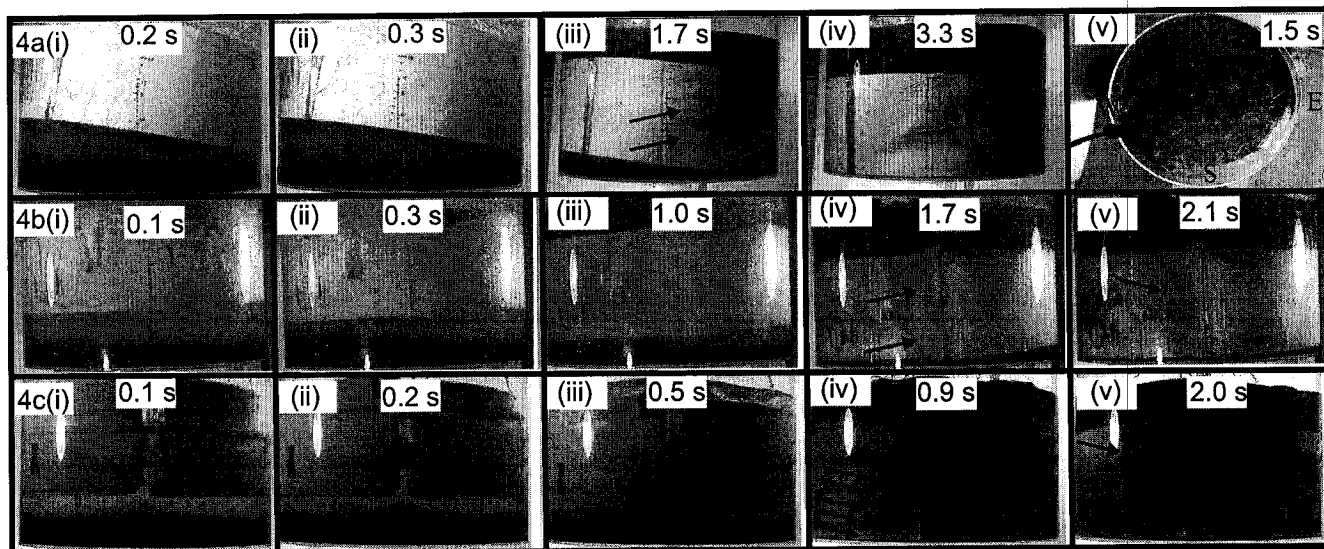 4a(i) 0.2 s (ii) 0.3 s (iii) 1.7 s (iv) 3.3 s (v) 1.5 s
E
S
4b(i) 0.1 s (ii) 0.3 s (iii) 1.0 s (iv) 1.7 s (v) 2.1 s
4c(i) 0.1 s (ii) 0.2 s (iii) 0.5 s (iv) 0.9 s (v) 2.0 s